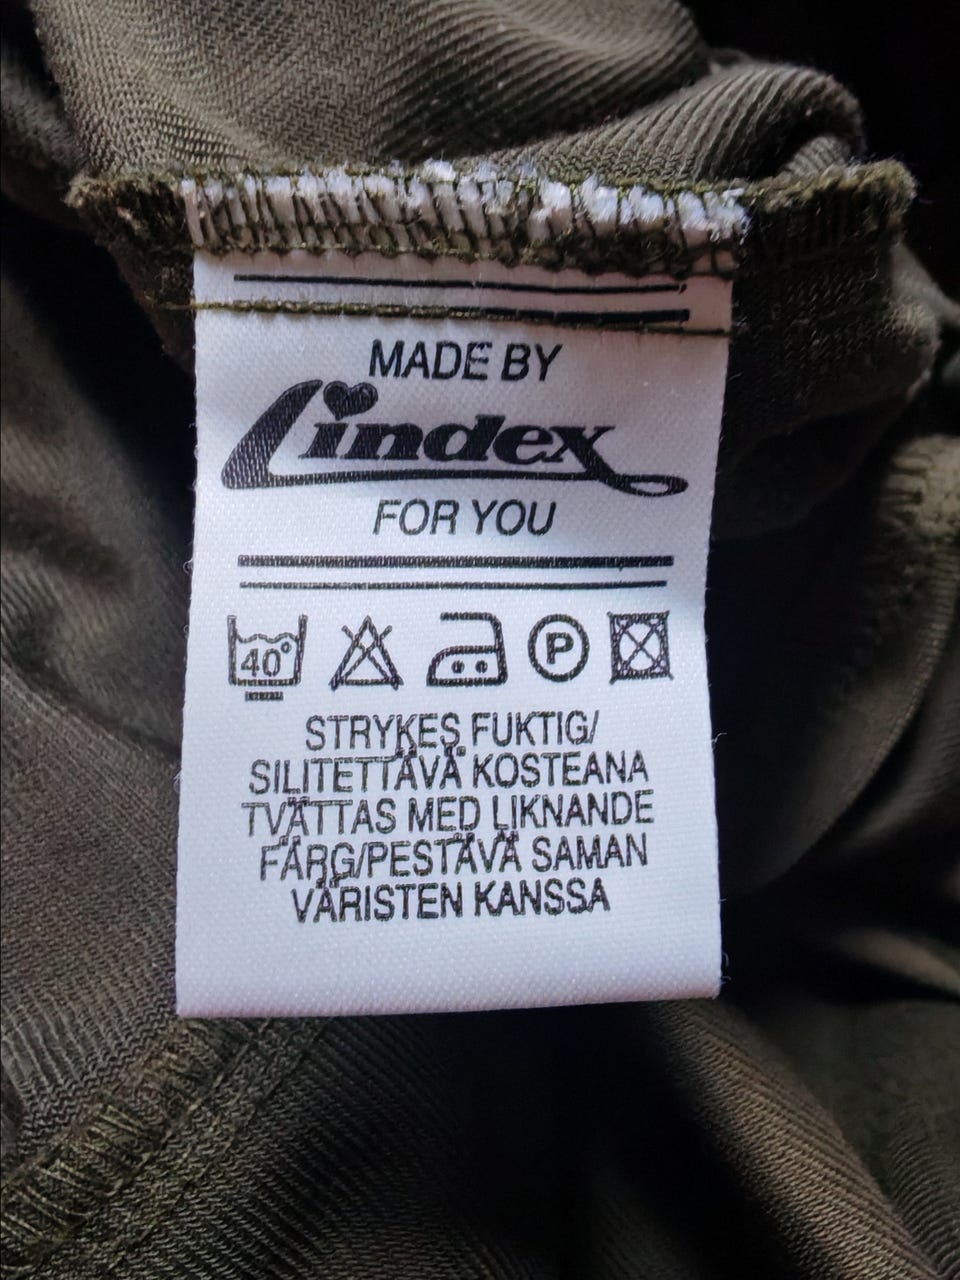 MADE BY
Lindex
FOR YOU
40°
P
STRYKES FUKTIG/
SILITETTÄVÄ KOSTEANA
TVÄTTAS MED LIKNANDE
FÄRG/PESTÄVÄ SAMAN
VÄRISTEN KANSSA